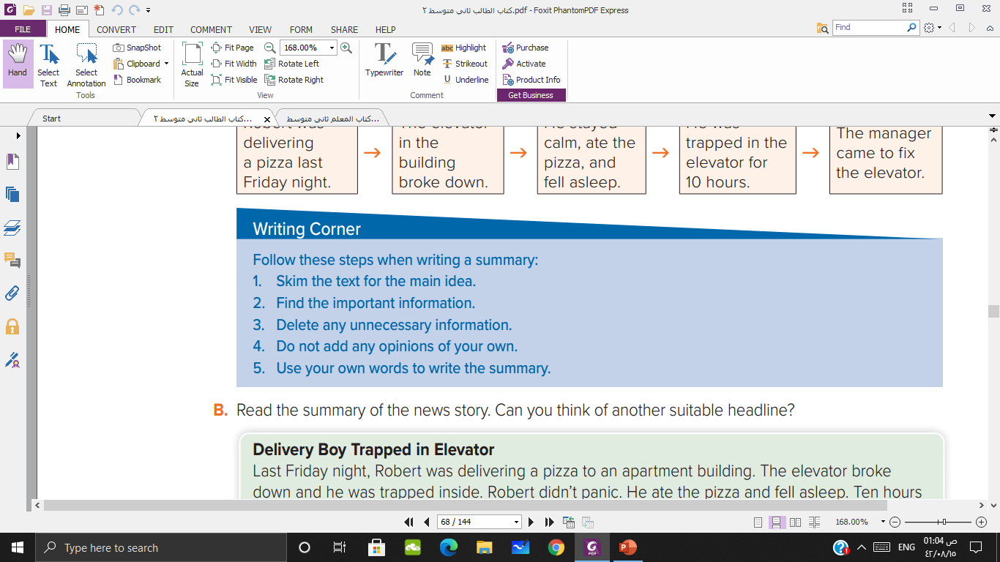 كتاب الطالب ثاني متوسط ٢.pdf - Foxit PhantomPDF Express
FILE
HOME
CONVERT
EDIT
COMMENT
VIEW
FORM
SHARE
HELP
Find
Hand
Select
Text
Select
Annotation
SnapShot
Clipboard
Bookmark
Tools
Actual
Size
Fit Page
Fit Width
Fit Visible
168.00%
Rotate Left
Rotate Right
View
Typewriter
Note
abc Highlight
Strikeout
Underline
Comment
Purchase
Activate
Product Info
Get Business
Start
كتاب الطالب ثاني متوسط ٢...
كتاب المعلم ثاني متوسط...
Robert was
delivering
a pizza last
Friday night.
The elevator
in the
building
broke down.
He stayed
calm, ate the
pizza, and
fell asleep.
He was
trapped in the
elevator for
10 hours.
The manager
came to fix
the elevator.
Writing Corner
Follow these steps when writing a summary:
1. Skim the text for the main idea.
2. Find the important information.
3. Delete any unnecessary information.
4. Do not add any opinions of your own.
5. Use your own words to write the summary.
B. Read the summary of the news story. Can you think of another suitable headline?
Delivery Boy Trapped in Elevator
Last Friday night, Robert was delivering a pizza to an apartment building. The elevator broke
down and he was trapped inside. Robert didn't panic. He ate the pizza and fell asleep. Ten hours
68 / 144
168.00%
Type here to search
ENG
01:04 ص
٤٢/٠٨/١٥